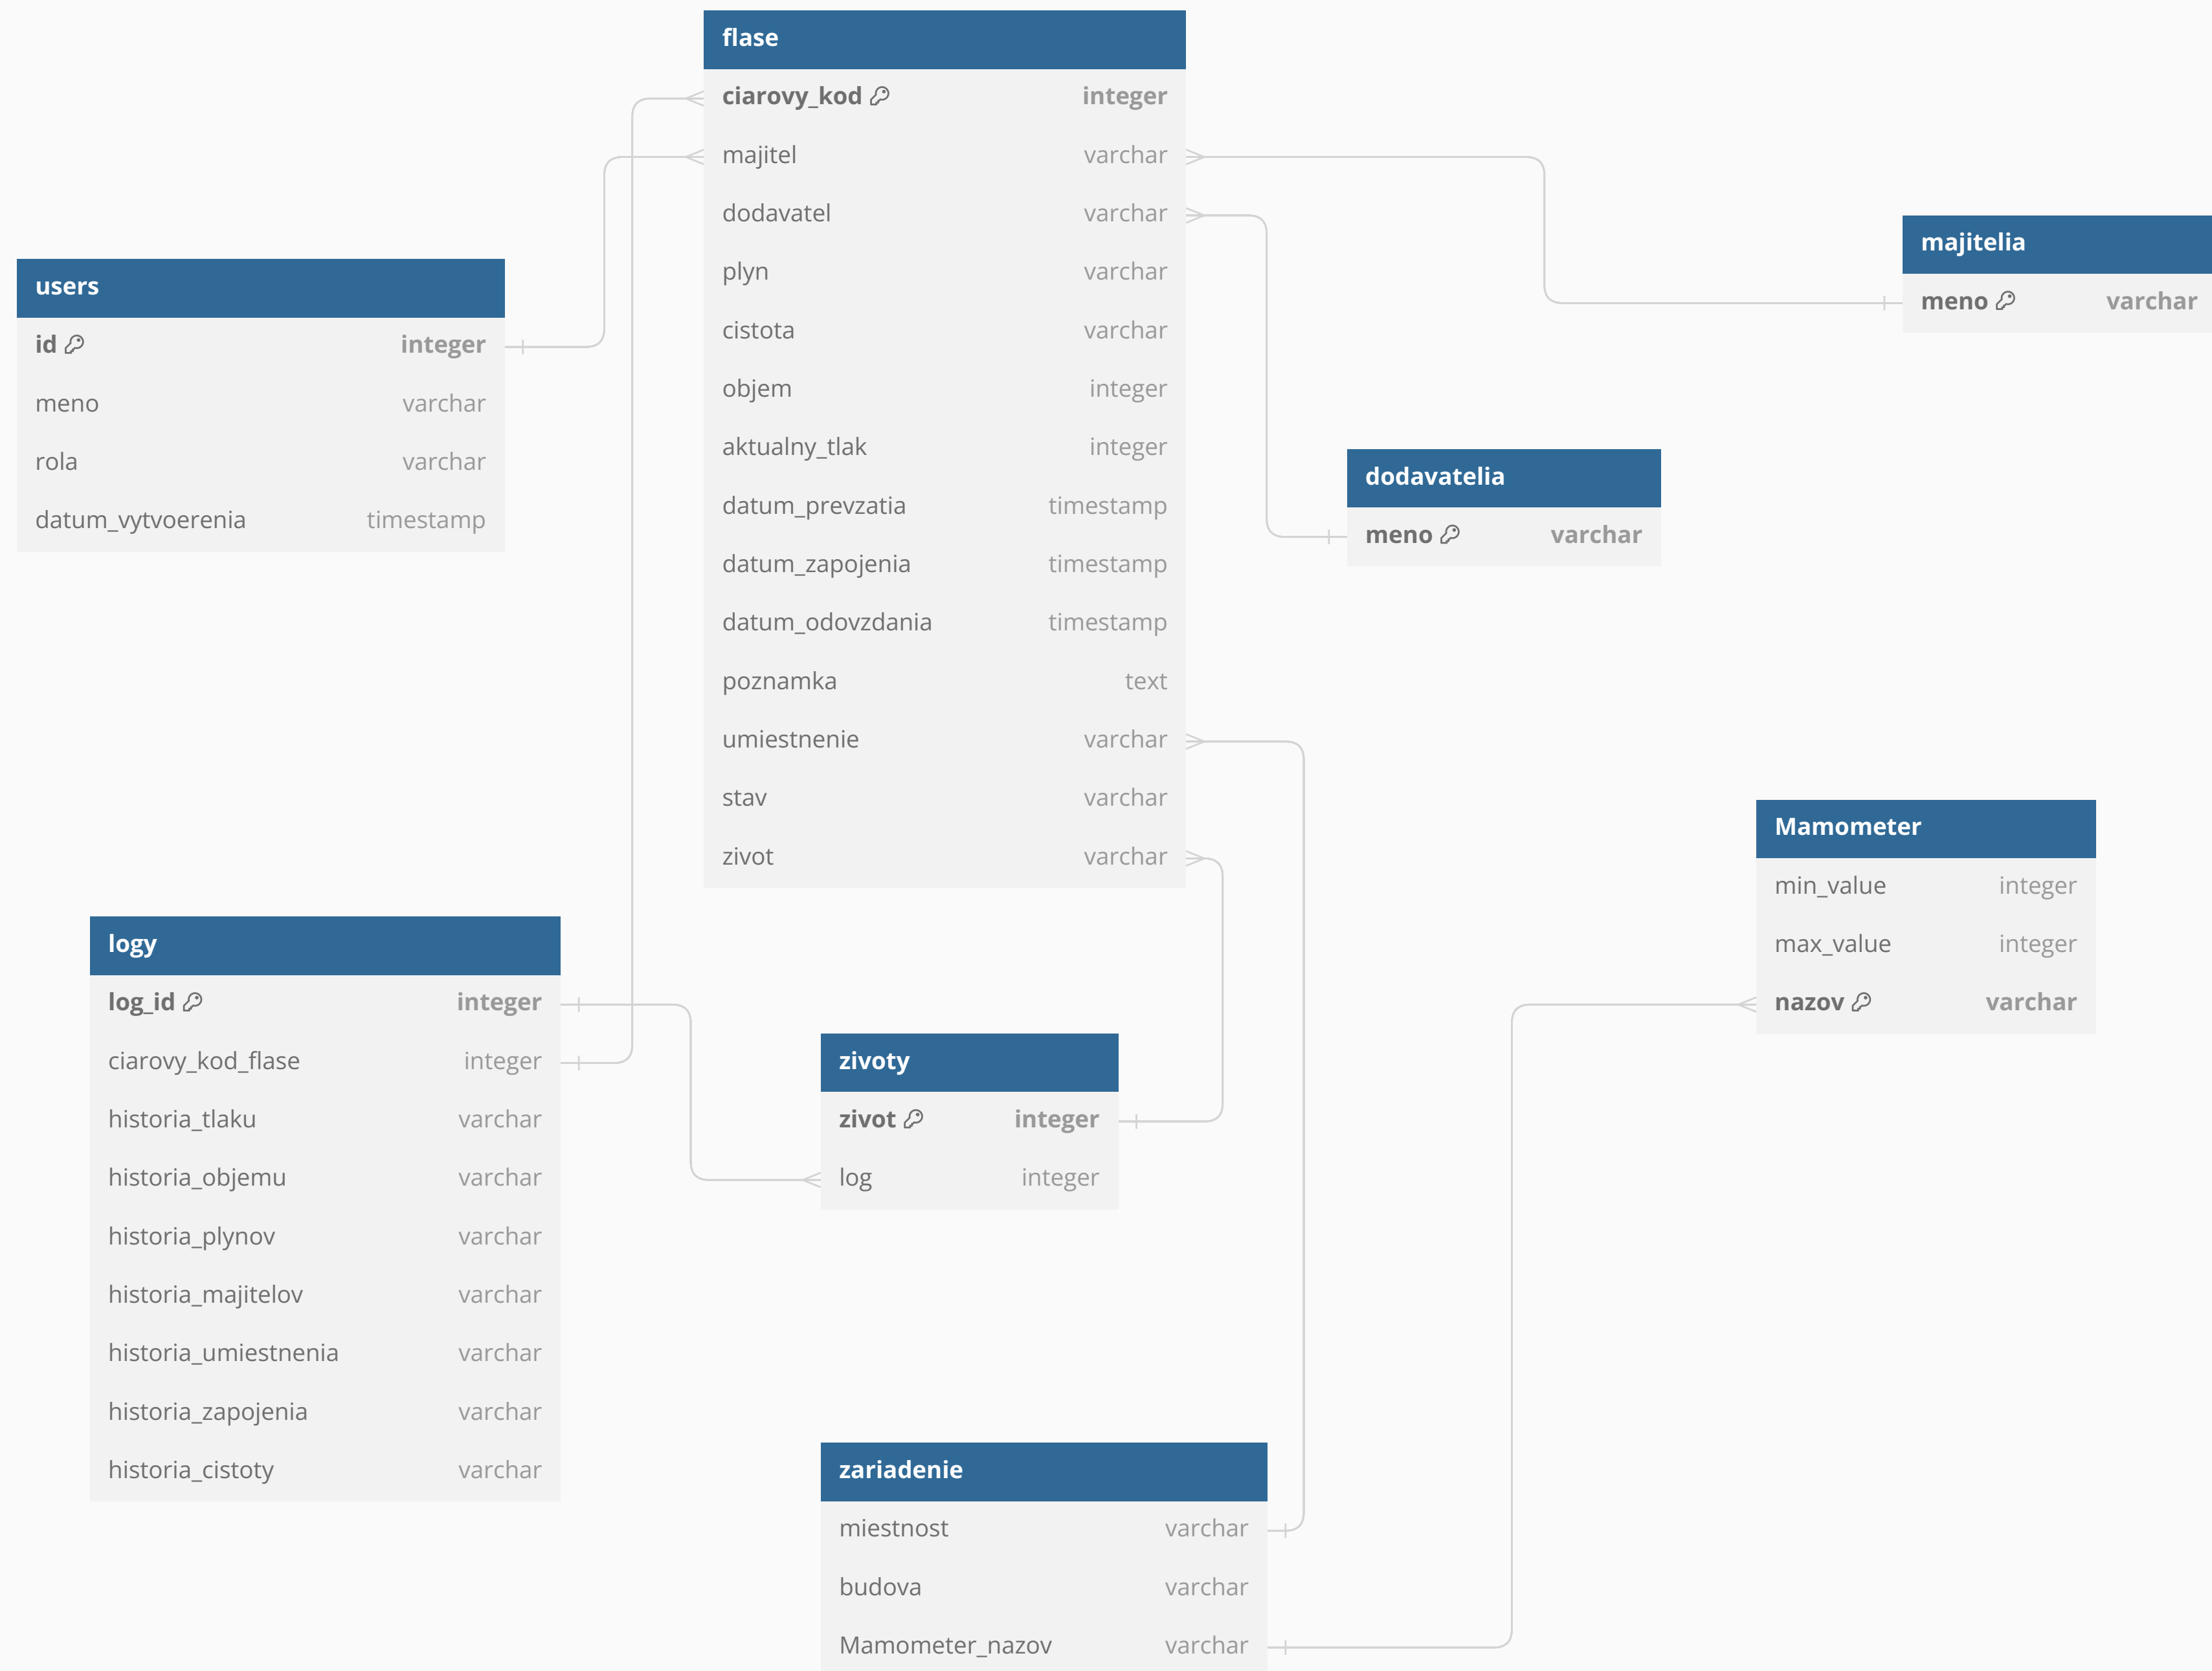 flase
ciarovy_kod integer
majitel varchar
dodavatel varchar
plyn varchar
cistota varchar
objem integer
aktualny_tlak integer
datum_prevzatia timestamp
datum_zapojenia timestamp
datum_odovzdania timestamp
poznamka text
umiestnenie varchar
stav varchar
zivot varchar
users
id integer
meno varchar
rola varchar
datum_vytvoerenia timestamp
majitelia
meno varchar
dodavatelia
meno varchar
Mamometer
min_value integer
max_value integer
nazov varchar
logy
log_id integer
ciarovy_kod_flase integer
historia_tlaku varchar
historia_objemu varchar
historia_plynov varchar
historia_majitelov varchar
historia_umiestnenia varchar
historia_zapojenia varchar
historia_cistoty varchar
zivoty
zivot integer
log integer
zariadenie
miestnost varchar
budova varchar
Mamometer_nazov varchar